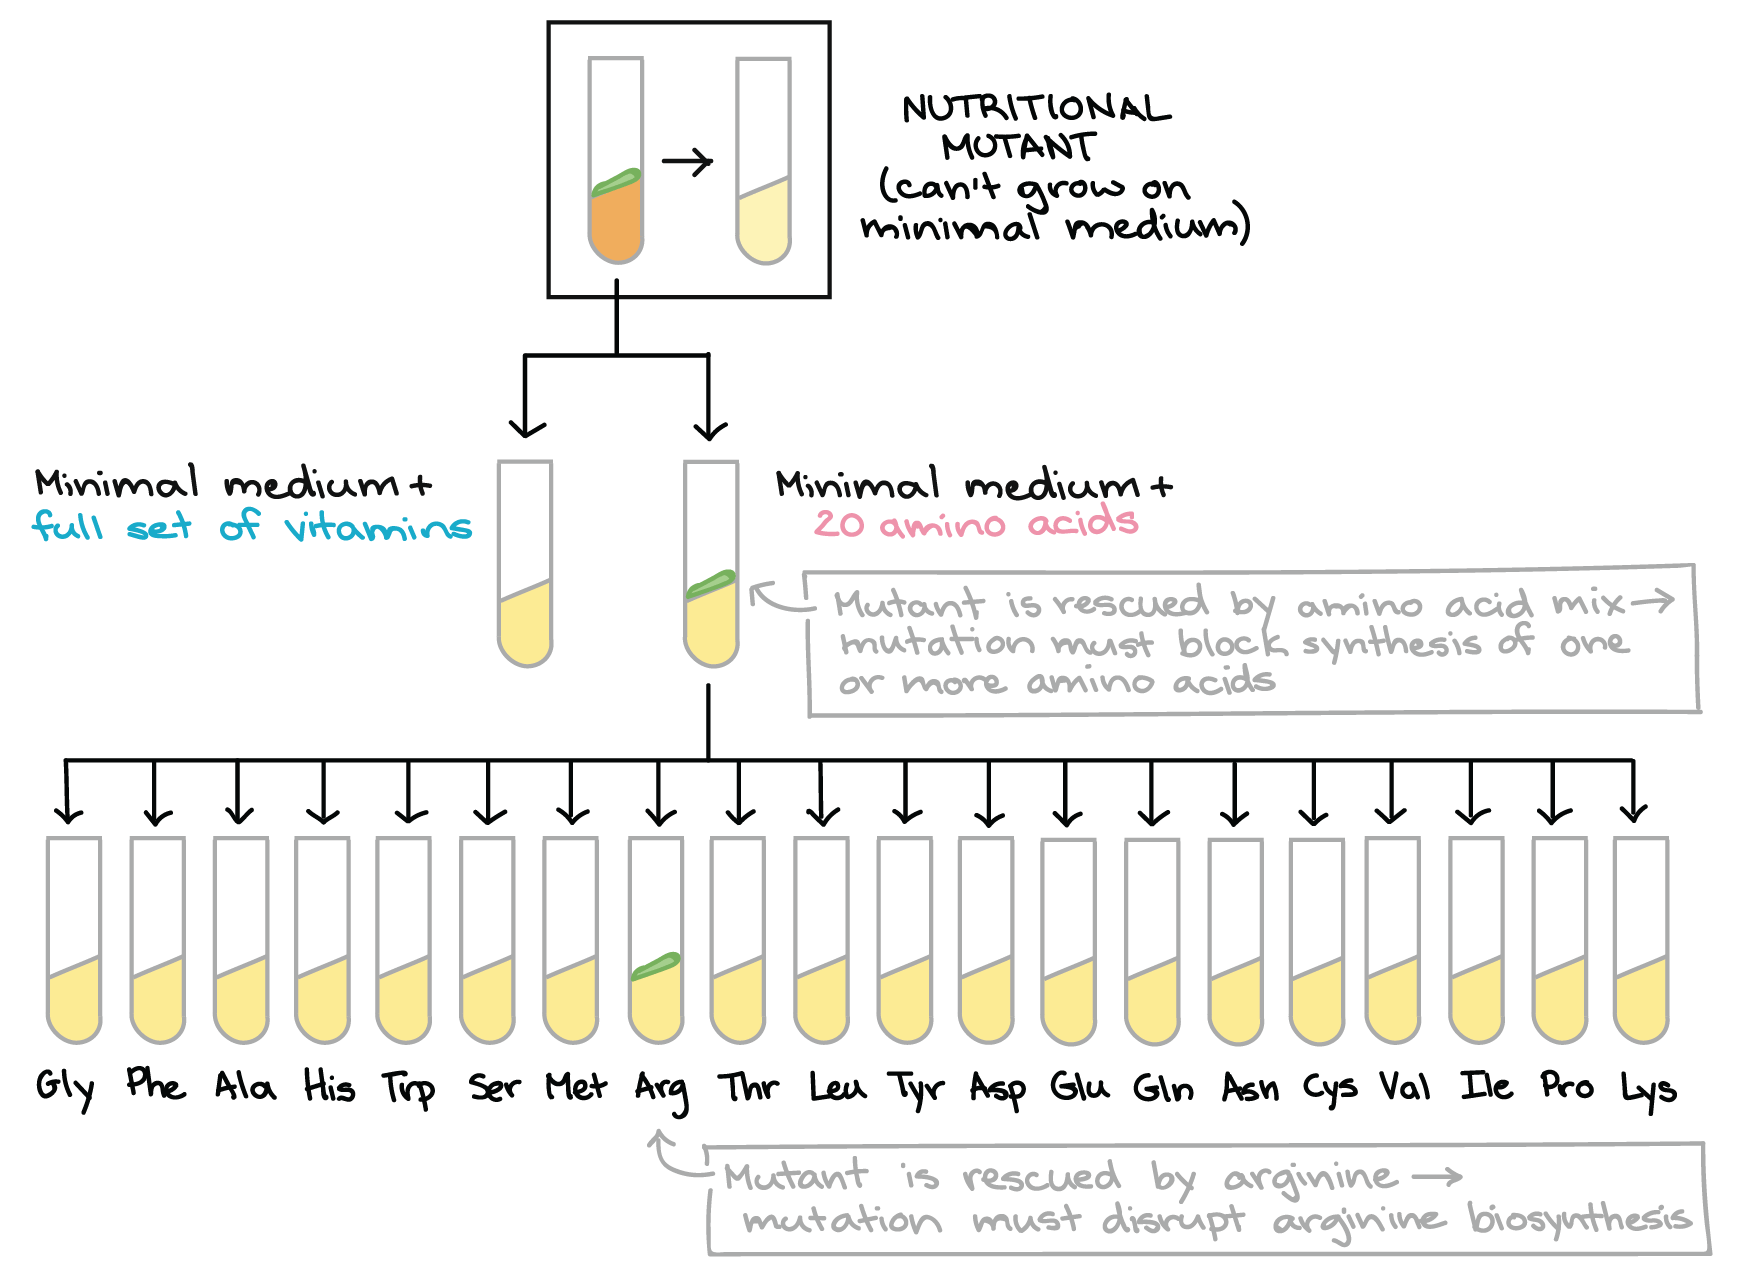 NUTRITIONAL
MUTANT
(can't grow on
minimal medium)
Minimal medium +
full set of vitamins
Minimal medium +
20 amino acids
Mutant is rescued by amino acid mix →
mutation must block synthesis of one
or more amino acids
Gly Phe Ala His Trp Ser Met Arg Thr Leu Tyr Asp Glu Gln Asn Cys Val Ile Pro Lys
Mutant is rescued by arginine →
mutation must disrupt arginine biosynthesis